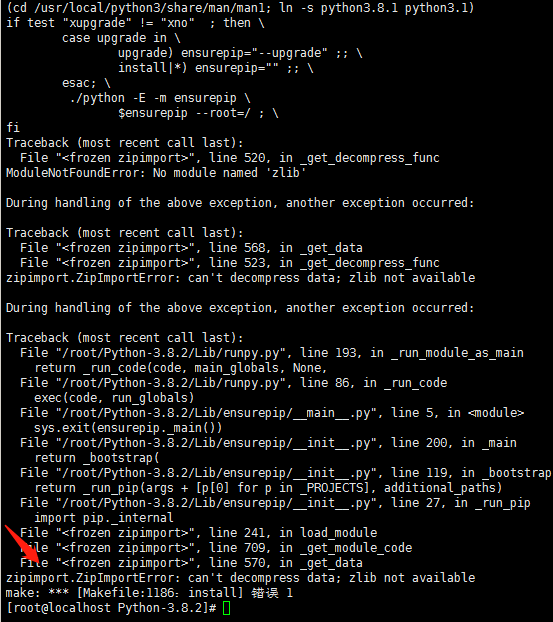 (cd /usr/local/python3/share/man/man1; ln -s python3.8.1 python3.1)
if test "xupgrade" != "xno"  ; then \
case upgrade in \
upgrade) ensurepip="--upgrade" ;; \
install|*) ensurepip="" ;; \
esac; \
./python -E -m ensurepip \
$ensurepip --root=/ ; \
fi
Traceback (most recent call last):
File "<frozen zipimport>", line 520, in _get_decompress_func
ModuleNotFoundError: No module named 'zlib'
During handling of the above exception, another exception occurred:
Traceback (most recent call last):
File "<frozen zipimport>", line 568, in _get_data
File "<frozen zipimport>", line 523, in _get_decompress_func
zipimport.ZipImportError: can't decompress data; zlib not available
During handling of the above exception, another exception occurred:
Traceback (most recent call last):
File "/root/Python-3.8.2/Lib/runpy.py", line 193, in _run_module_as_main
return _run_code(code, main_globals, None,
File "/root/Python-3.8.2/Lib/runpy.py", line 86, in _run_code
exec(code, run_globals)
File "/root/Python-3.8.2/Lib/ensurepip/__main__.py", line 5, in <module>
sys.exit(ensurepip._main())
File "/root/Python-3.8.2/Lib/ensurepip/__init__.py", line 200, in _main
return _bootstrap(
File "/root/Python-3.8.2/Lib/ensurepip/__init__.py", line 119, in _bootstrap
return _run_pip(args + [p[0] for p in _PROJECTS], additional_paths)
File "/root/Python-3.8.2/Lib/ensurepip/__init__.py", line 27, in _run_pip
import pip._internal
File "<frozen zipimport>", line 241, in load_module
File "<frozen zipimport>", line 709, in _get_module_code
File "<frozen zipimport>", line 570, in _get_data
zipimport.ZipImportError: can't decompress data; zlib not available
make: *** [Makefile:1186：install] 错误 1
[root@localhost Python-3.8.2]#